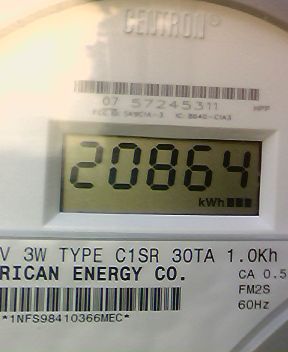 CENTRON®
07 57245311
20864
kWh
V 3W TYPE C1SR 30TA 1.0Kh
RICAN ENERGY CO.
CA 0.5
FM2S
60Hz
*1NFS98410366MEC*